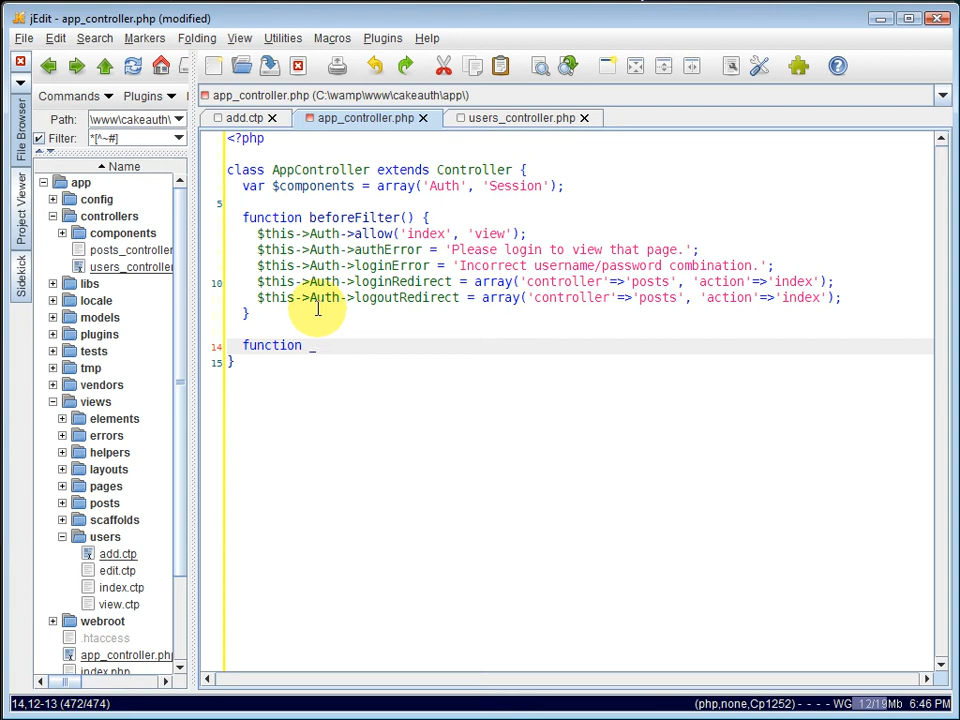 jEdit - app_controller.php (modified)
File Edit Search Markers Folding View Utilities Macros Plugins Help
Commands Plugins
app_controller.php (C:\wamp\www\cakeauth\app\)
Path: \www\cakeauth\
Filter: *[^~#]
add.ctp app_controller.php users_controller.php
File Browser
Project Viewer
Sidekick
Name
app
config
controllers
components
posts_controller
users_controller
libs
locale
models
plugins
tests
tmp
vendors
views
elements
errors
helpers
layouts
pages
posts
scaffolds
users
add.ctp
edit.ctp
index.ctp
view.ctp
webroot
.htaccess
app_controller.php
index.php
<?php
class AppController extends Controller {
var $components = array('Auth', 'Session');
5
function beforeFilter() {
$this->Auth->allow('index', 'view');
$this->Auth->authError = 'Please login to view that page.';
$this->Auth->loginError = 'Incorrect username/password combination.';
10 $this->Auth->loginRedirect = array('controller'=>'posts', 'action'=>'index');
$this->Auth->logoutRedirect = array('controller'=>'posts', 'action'=>'index');
}
14 function _
15 }
14,12-13 (472/474)
(php,none,Cp1252) - - - - WG 12/19Mb 6:46 PM